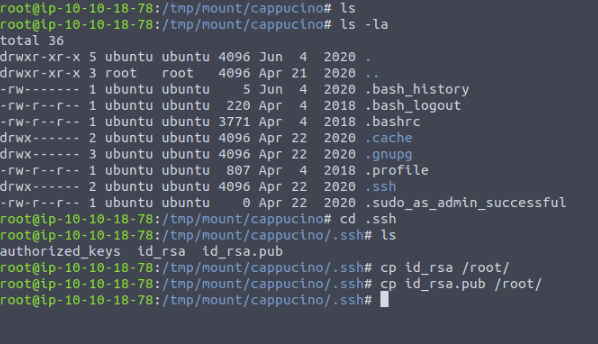 root@ip-10-10-18-78:/tmp/mount/cappucino# ls
root@ip-10-10-18-78:/tmp/mount/cappucino# ls -la
total 36
drwxr-xr-x 5 ubuntu ubuntu 4096 Jun  4  2020 .
drwxr-xr-x 3 root   root   4096 Apr 21  2020 ..
-rw------- 1 ubuntu ubuntu    5 Jun  4  2020 .bash_history
-rw-r--r-- 1 ubuntu ubuntu  220 Apr  4  2018 .bash_logout
-rw-r--r-- 1 ubuntu ubuntu 3771 Apr  4  2018 .bashrc
drwx------ 2 ubuntu ubuntu 4096 Apr 22  2020 .cache
drwx------ 3 ubuntu ubuntu 4096 Apr 22  2020 .gnupg
-rw-r--r-- 1 ubuntu ubuntu  807 Apr  4  2018 .profile
drwx------ 2 ubuntu ubuntu 4096 Apr 22  2020 .ssh
-rw-r--r-- 1 ubuntu ubuntu    0 Apr 22  2020 .sudo_as_admin_successful
root@ip-10-10-18-78:/tmp/mount/cappucino# cd .ssh
root@ip-10-10-18-78:/tmp/mount/cappucino/.ssh# ls
authorized_keys  id_rsa  id_rsa.pub
root@ip-10-10-18-78:/tmp/mount/cappucino/.ssh# cp id_rsa /root/
root@ip-10-10-18-78:/tmp/mount/cappucino/.ssh# cp id_rsa.pub /root/
root@ip-10-10-18-78:/tmp/mount/cappucino/.ssh#